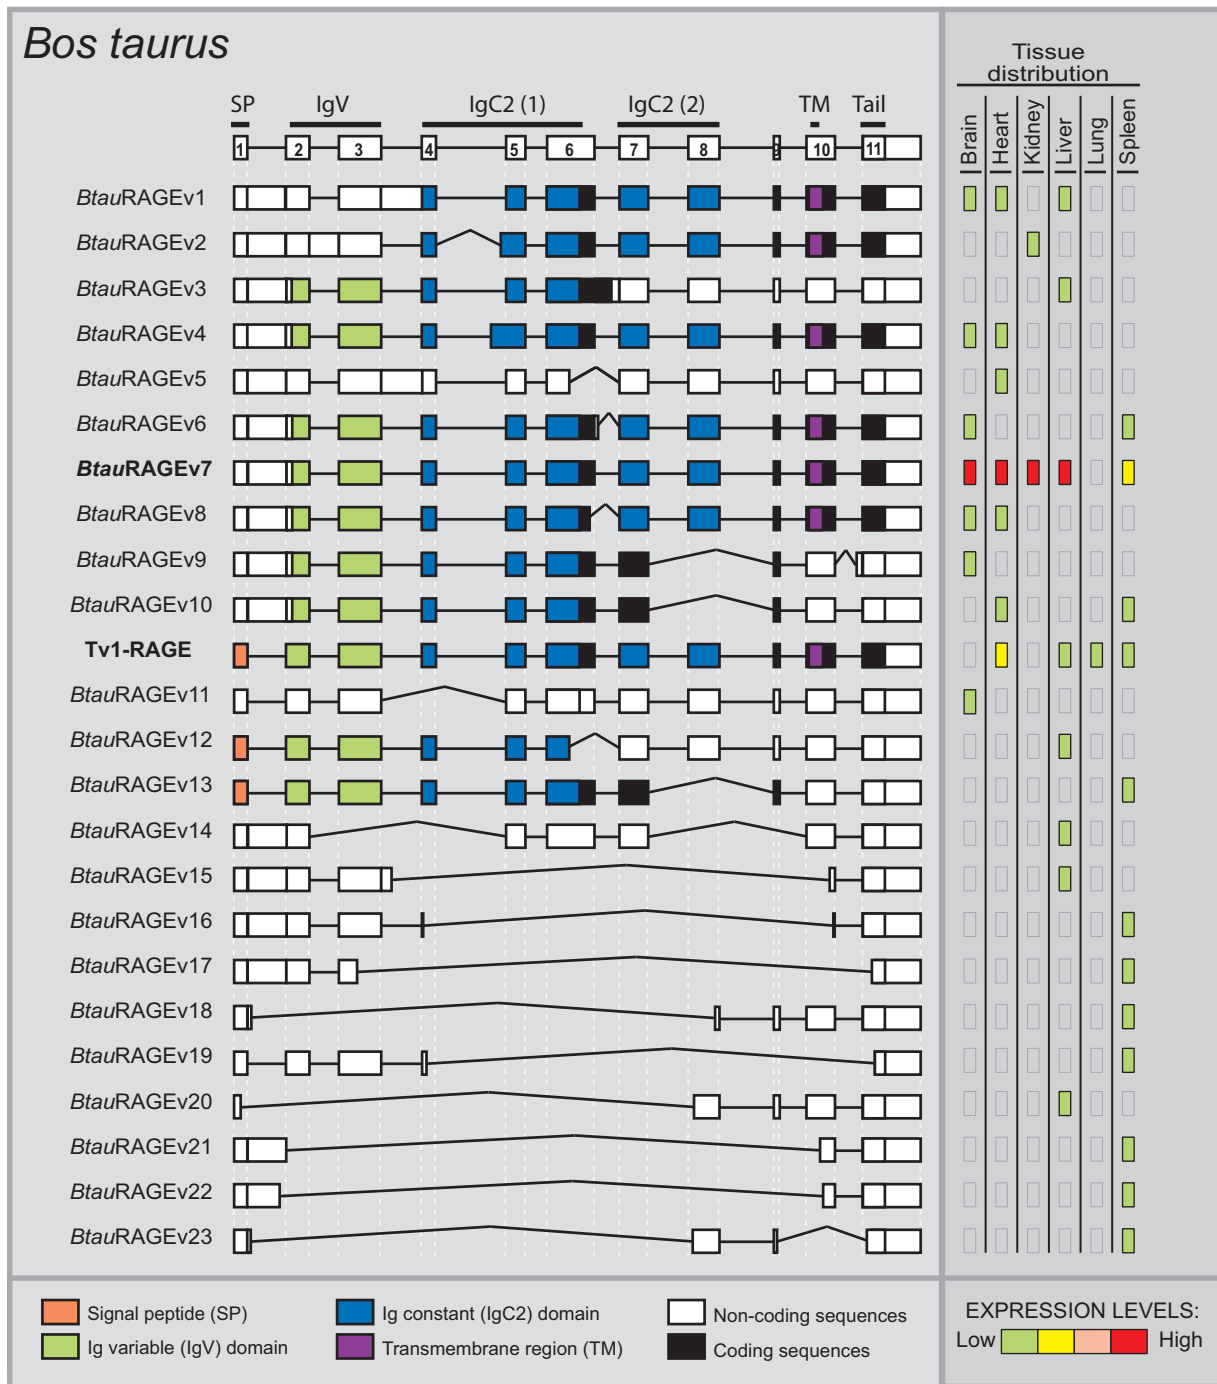 Bos taurus
Tissue
distribution
SP IgV IgC2 (1) IgC2 (2) TM Tail
Brain Heart Kidney Liver Lung Spleen
1 2 3 4 5 6 7 8 9 10 11
BtauRAGEv1
BtauRAGEv2
BtauRAGEv3
BtauRAGEv4
BtauRAGEv5
BtauRAGEv6
BtauRAGEv7
BtauRAGEv8
BtauRAGEv9
BtauRAGEv10
Tv1-RAGE
BtauRAGEv11
BtauRAGEv12
BtauRAGEv13
BtauRAGEv14
BtauRAGEv15
BtauRAGEv16
BtauRAGEv17
BtauRAGEv18
BtauRAGEv19
BtauRAGEv20
BtauRAGEv21
BtauRAGEv22
BtauRAGEv23
Signal peptide (SP)
Ig variable (IgV) domain
Ig constant (IgC2) domain
Transmembrane region (TM)
Non-coding sequences
Coding sequences
EXPRESSION LEVELS:
Low High